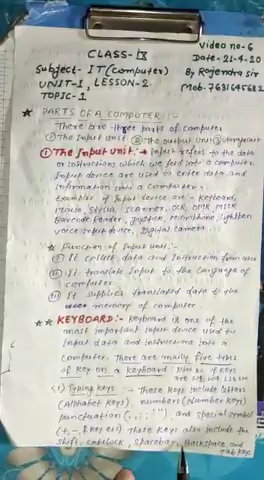 CLASS-IX
Video no-6
Subject- IT (Computer)
Date-21-4-20
UNIT-1, LESSON-2
By Rajendra Sir
TOPIC-1
★ PARTS OF A COMPUTER :-
There are three parts of computer
① The Input unit ② The output unit ③
① The Input Unit:→ Input refers to the data
or instructions which we feed into a computer.
Input device are used to enter data and
Information into a computer.
Examples of Input device are - Keyboard,
Mouse, Stylus, Scanner, OCR, OMR, MICR
Barcode Reader, Joystick, Microphone, Lightpen
Voice input device, Digital camera
★ Function of Input unit:-
It collect data and Instruction from user
It translate Input to the Language of
computer
It supplies translated data to the
memory of computer
★★ KEYBOARD:- Keyboard is one of the
most important input device used to
Input data and instructions into a
computer. There are maily five types
of key on a keyboard
(1) Typing keys :- These keys include letters
(Alphabet keys), numbers (Number keys)
punctuation and special symbol
These keys also include the
Shift, Capslock, Spacebar, Backspace, and
Tab key.